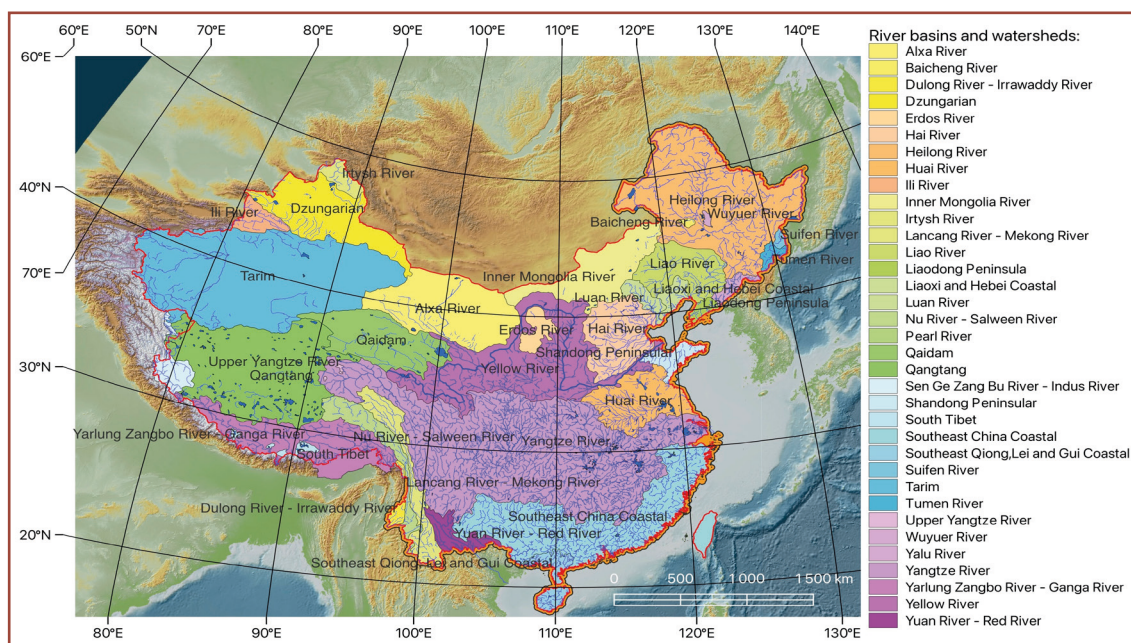 60°E 50°N 70°E 80°E 90°E 100°E 110°E 120°E 130°E 140°E
60°N
40°N
70°E
30°N
20°N
80°E 90°E 100°E 110°E 120°E 130°E
Irtysh River
Dzungarian
Ili River
Heilong River
Wuyuer River
Baicheng River
Suifen River
Tumen River
Liao River
Tarim
Inner Mongolia River
Liaoxi and Hebei Coastal
Luan River
Liaodong Peninsula
Alxa River
Erdos River
Hai River
Qaidam
Shandong Peninsular
Upper Yangtze River
Yellow River
Qangtang
Huai River
Yarlung Zangbo River - Ganga River
Nu River - Salween River
Yangtze River
South Tibet
Lancang River - Mekong River
Dulong River - Irrawaddy River
Southeast China Coastal
Yuan River - Red River
Southeast Qiong, Lei and Gui Coastal
0 500 1 000 1 500 km
River basins and watersheds:
Alxa River
Baicheng River
Dulong River - Irrawaddy River
Dzungarian
Erdos River
Hai River
Heilong River
Huai River
Ili River
Inner Mongolia River
Irtysh River
Lancang River - Mekong River
Liao River
Liaodong Peninsula
Liaoxi and Hebei Coastal
Luan River
Nu River - Salween River
Pearl River
Qaidam
Qangtang
Sen Ge Zang Bu River - Indus River
Shandong Peninsular
South Tibet
Southeast China Coastal
Southeast Qiong,Lei and Gui Coastal
Suifen River
Tarim
Tumen River
Upper Yangtze River
Wuyuer River
Yalu River
Yangtze River
Yarlung Zangbo River - Ganga River
Yellow River
Yuan River - Red River